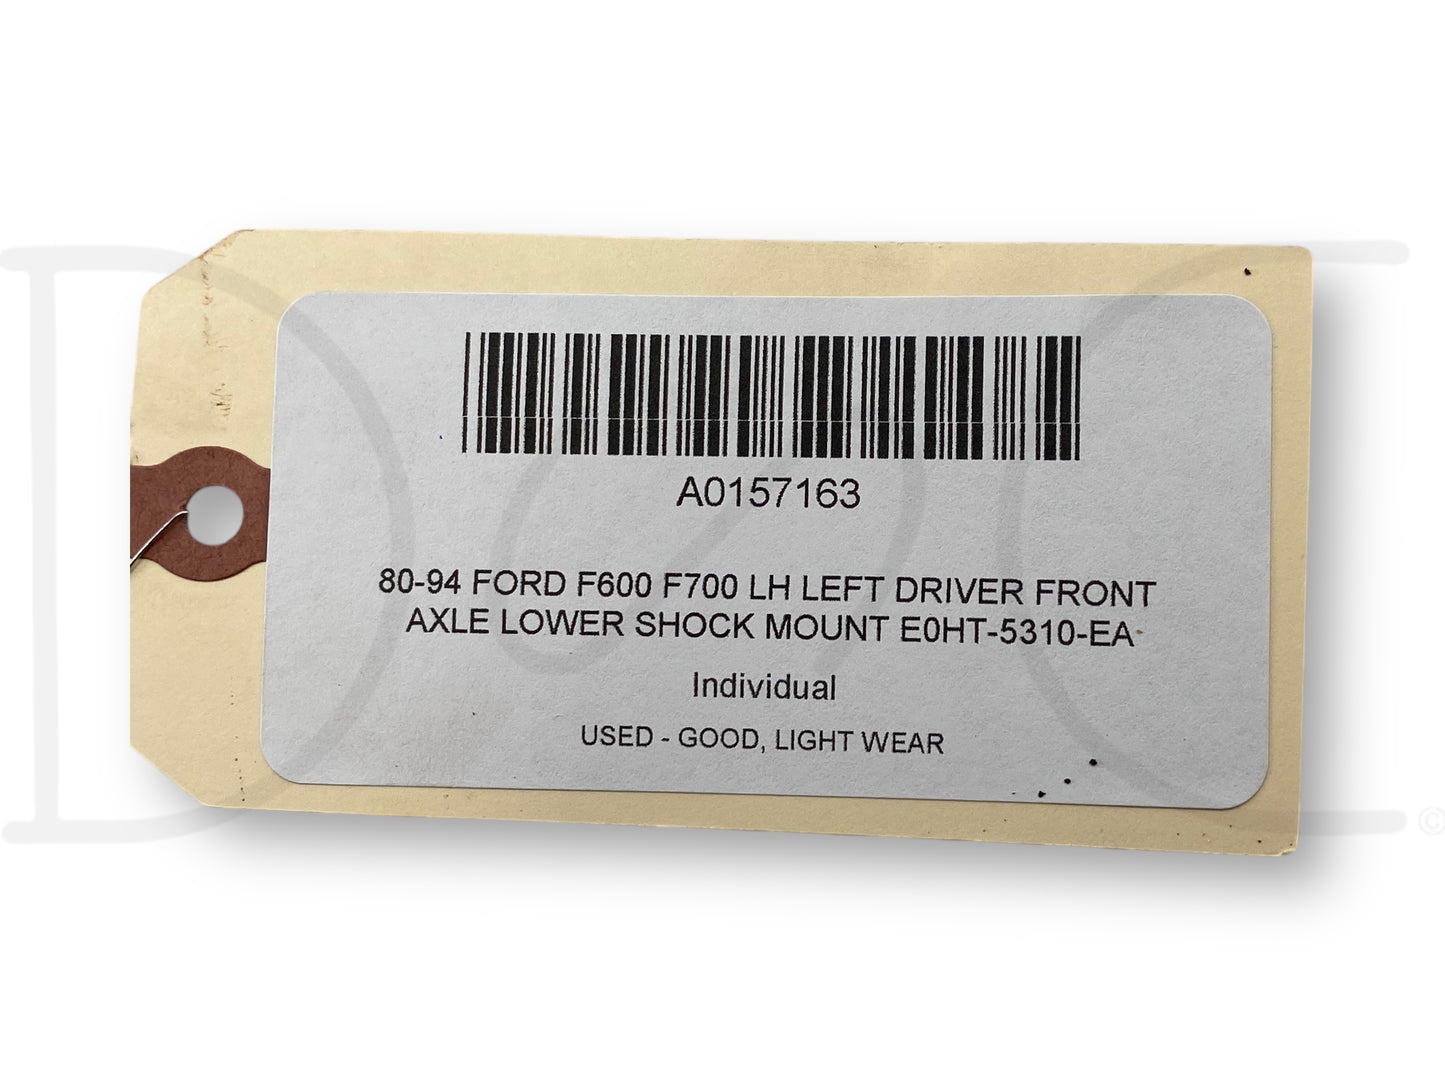 A0157163
80-94 FORD F600 F700 LH LEFT DRIVER FRONT
AXLE LOWER SHOCK MOUNT E0HT-5310-EA
Individual
USED - GOOD, LIGHT WEAR
©